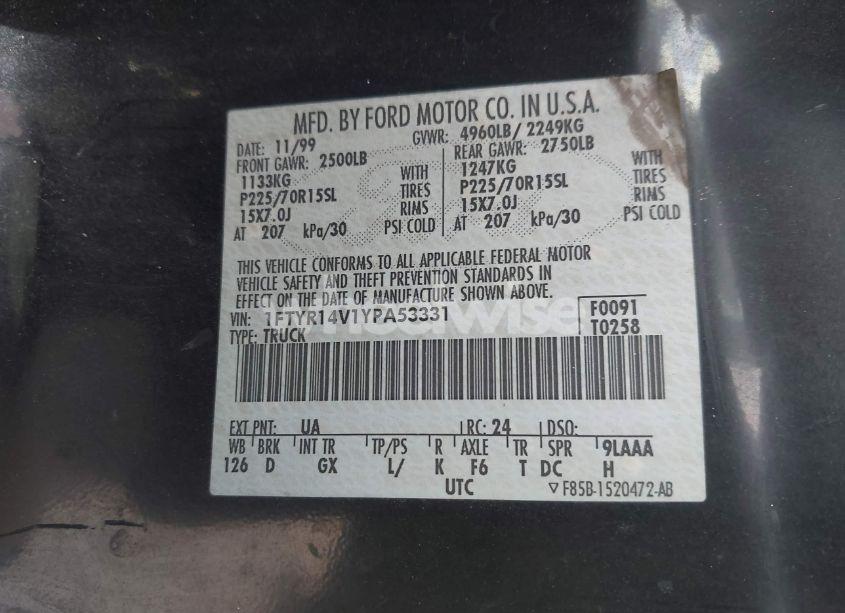 MFD. BY FORD MOTOR CO. IN U.S.A.
DATE: 11/99 GVWR: 4960LB/ 2249KG
FRONT GAWR: 2500LB REAR GAWR: 2750LB
1133KG WITH 1247KG WITH
P225/70R15SL TIRES P225/70R15SL TIRES
15X7.0J RIMS 15X7.0J RIMS
AT 207 kPa/30 PSI COLD AT 207 kPa/30 PSI COLD
THIS VEHICLE CONFORMS TO ALL APPLICABLE FEDERAL MOTOR
VEHICLE SAFETY AND THEFT PREVENTION STANDARDS IN
EFFECT ON THE DATE OF MANUFACTURE SHOWN ABOVE.
VIN: 1FTYR14V1YPA53331 F0091
TYPE: TRUCK T0258
EXT PNT: UA RC: 24 DSO:
WB BRK INT TR TP/PS R AXLE TR SPR 9LAAA
126 D GX L/ K F6 T DC H
UTC F85B-1520472-AB